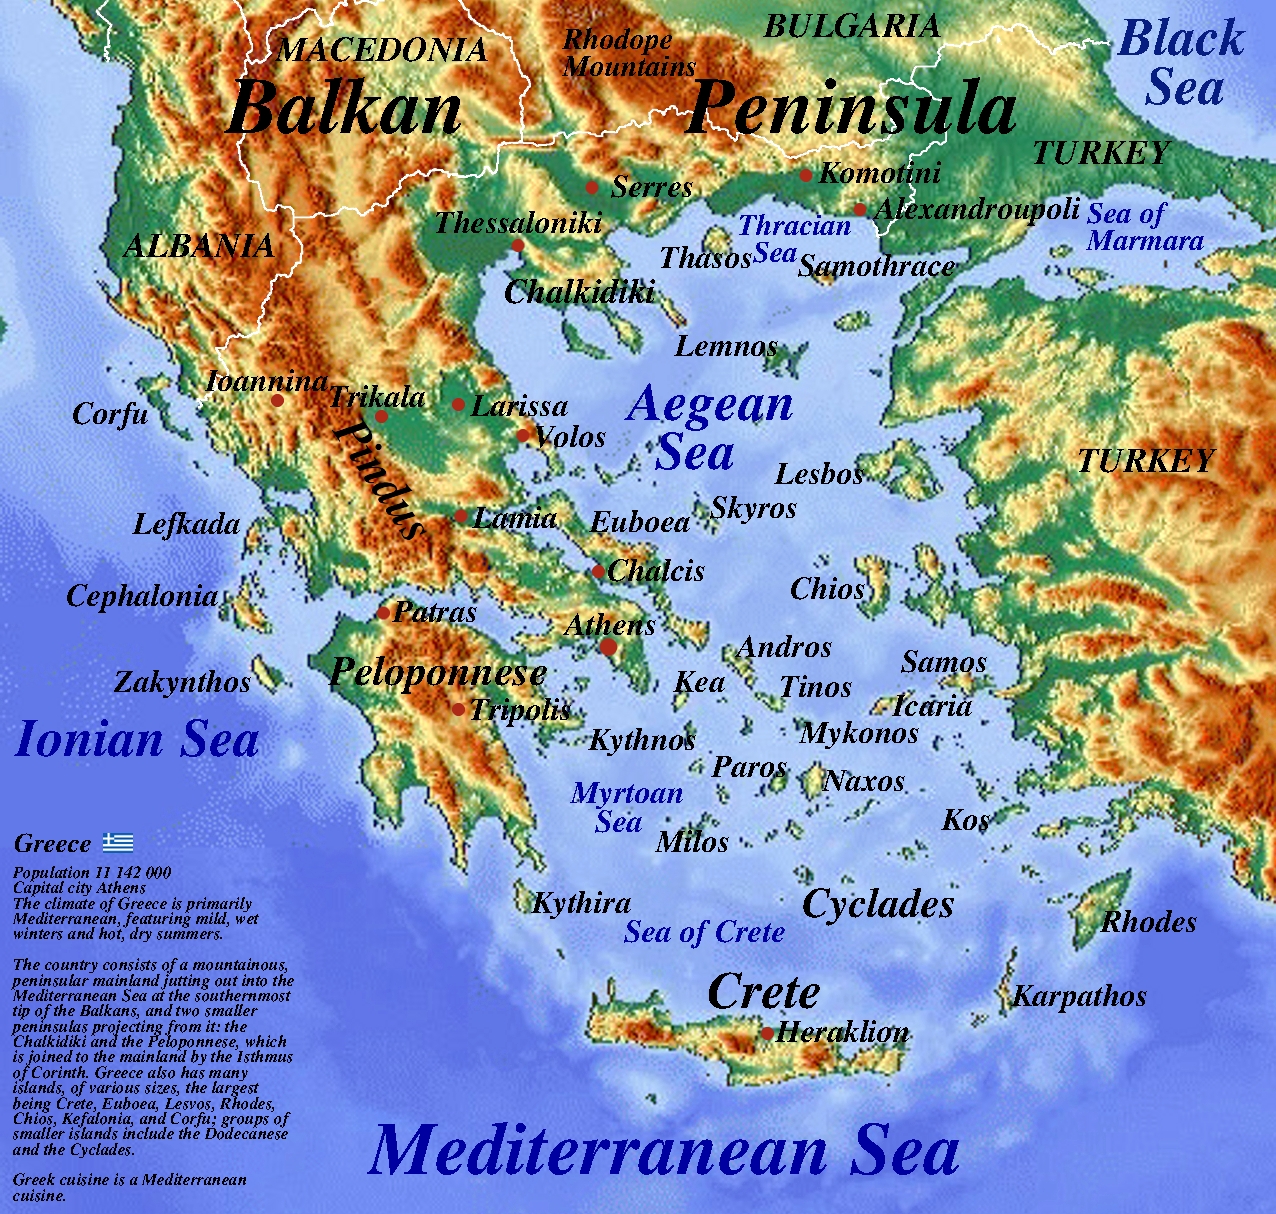 BULGARIA
Black
Sea
MACEDONIA
Rhodope
Mountains
Balkan
Peninsula
TURKEY
Komotini
Serres
Alexandroupoli
Sea of
Marmara
Thessaloniki
Thracian
Sea
ALBANIA
Thasos
Samothrace
Chalkidiki
Lemnos
Ioannina
Trikala
Larissa
Aegean
Sea
Corfu
Volos
Pindus
TURKEY
Lesbos
Skyros
Lefkada
Lamia
Euboea
Chalcis
Cephalonia
Chios
Patras
Athens
Andros
Samos
Peloponnese
Zakynthos
Kea
Tinos
Icaria
Tripolis
Ionian Sea
Kythnos
Mykonos
Paros
Naxos
Myrtoan
Sea
Kos
Milos
Greece
Population 11 142 000
Capital city Athens
The climate of Greece is primarily
Mediterranean, featuring mild, wet
winters and hot, dry summers.
The country consists of a mountainous,
peninsular mainland jutting out into the
Mediterranean Sea at the southernmost
tip of the Balkans, and two smaller
peninsulas projecting from it: the
Chalkidiki and the Peloponnese, which
is joined to the mainland by the Isthmus
of Corinth. Greece also has many
islands, of various sizes, the largest
being Crete, Euboea, Lesvos, Rhodes,
Chios, Kefalonia, and Corfu; groups of
smaller islands include the Dodecanese
and the Cyclades.
Greek cuisine is a Mediterranean
cuisine.
Kythira
Cyclades
Rhodes
Sea of Crete
Crete
Karpathos
Heraklion
Mediterranean Sea